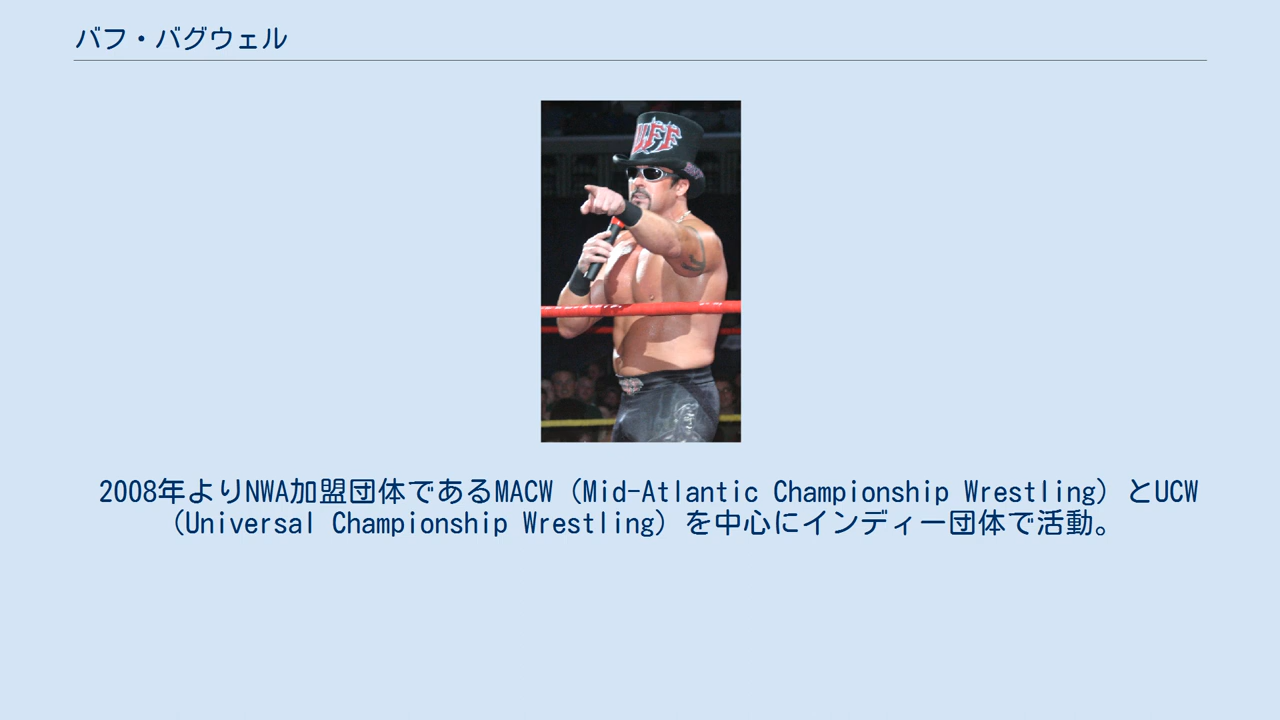 バフ・バグウェル
2008年よりNWA加盟団体であるMACW（Mid-Atlantic Championship Wrestling）とUCW
（Universal Championship Wrestling）を中心にインディー団体で活動。